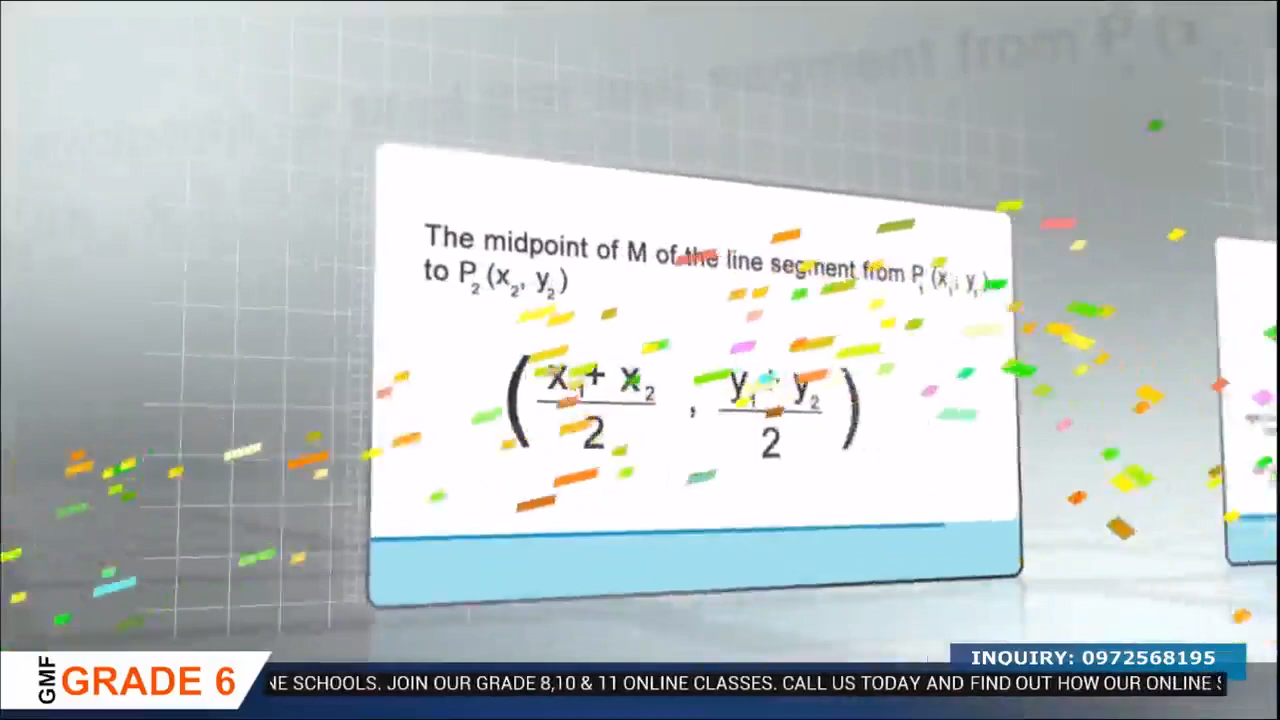 segment from P (x
The midpoint of M of the line segment from P₁ (x₁, y₁)
to P₂ (x₂, y₂)
( x₁ + x₂ / 2 , y₁ + y₂ / 2 )
INQUIRY: 0972568195
GMF GRADE 6
NE SCHOOLS. JOIN OUR GRADE 8,10 & 11 ONLINE CLASSES. CALL US TODAY AND FIND OUT HOW OUR ONLINE S